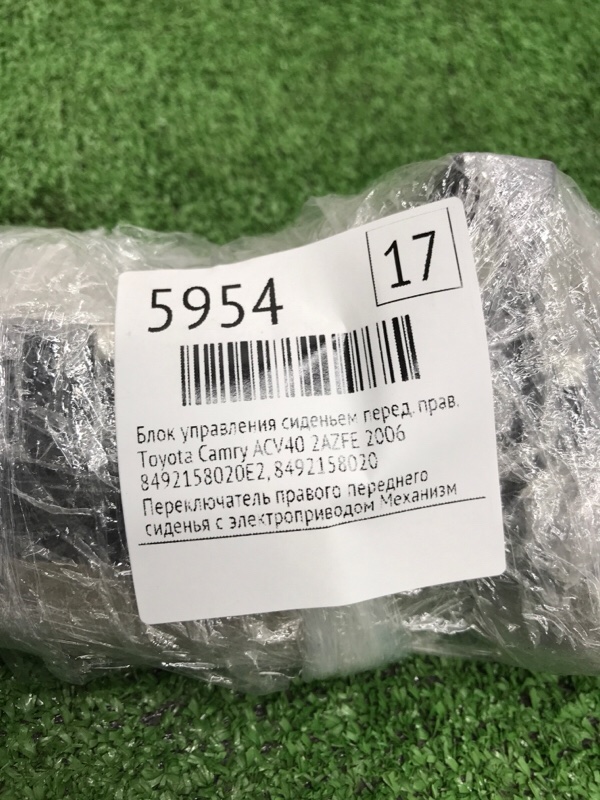 17
5954
Блок управления сиденьем перед. прав.
Toyota Camry ACV40 2AZFE 2006
8492158020E2, 8492158020
Переключатель правого переднего
сиденья с электроприводом Механизм